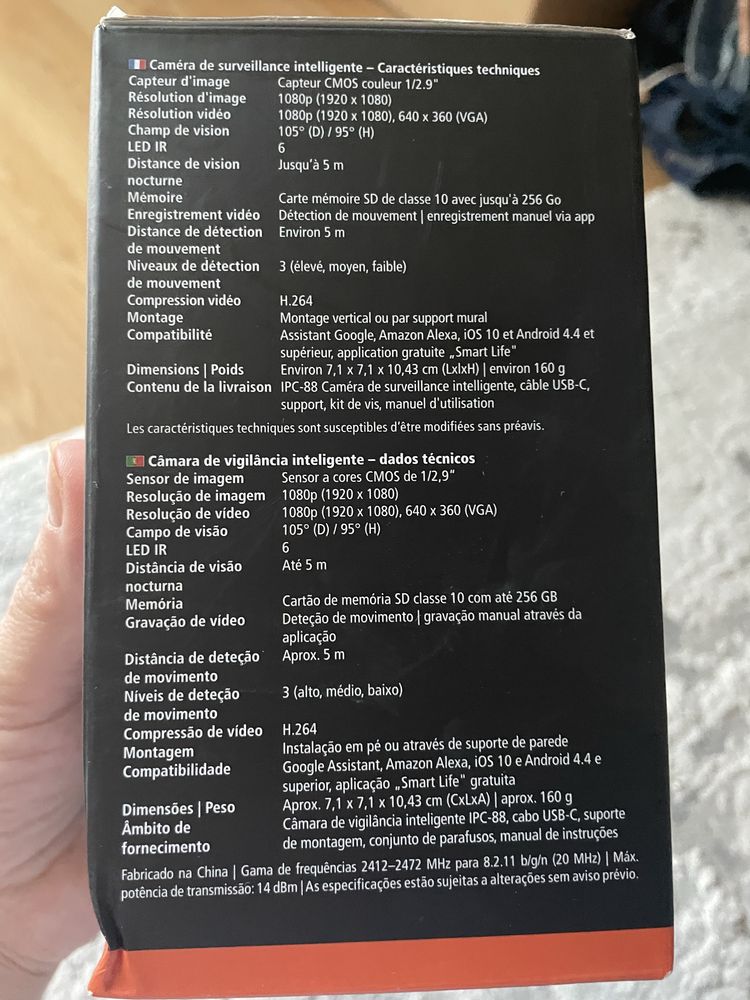 Caméra de surveillance intelligente – Caractéristiques techniques
Capteur d'image Capteur CMOS couleur 1/2.9"
Résolution d'image 1080p (1920 x 1080)
Résolution vidéo 1080p (1920 x 1080), 640 x 360 (VGA)
Champ de vision 105° (D) / 95° (H)
LED IR 6
Distance de vision Jusqu'à 5 m
nocturne
Mémoire Carte mémoire SD de classe 10 avec jusqu'à 256 Go
Enregistrement vidéo Détection de mouvement | enregistrement manuel via app
Distance de détection Environ 5 m
de mouvement
Niveaux de détection 3 (élevé, moyen, faible)
de mouvement
Compression vidéo H.264
Montage Montage vertical ou par support mural
Compatibilité Assistant Google, Amazon Alexa, iOS 10 et Android 4.4 et
supérieur, application gratuite „Smart Life"
Dimensions | Poids Environ 7,1 x 7,1 x 10,43 cm (LxlxH) | environ 160 g
Contenu de la livraison IPC-88 Caméra de surveillance intelligente, câble USB-C,
support, kit de vis, manuel d'utilisation
Les caractéristiques techniques sont susceptibles d'être modifiées sans préavis.
Câmara de vigilância inteligente – dados técnicos
Sensor de imagem Sensor a cores CMOS de 1/2,9"
Resolução de imagem 1080p (1920 x 1080)
Resolução de vídeo 1080p (1920 x 1080), 640 x 360 (VGA)
Campo de visão 105° (D) / 95° (H)
LED IR 6
Distância de visão Até 5 m
nocturna
Memória Cartão de memória SD classe 10 com até 256 GB
Gravação de vídeo Deteção de movimento | gravação manual através da
aplicação
Distância de deteção Aprox. 5 m
de movimento
Níveis de deteção 3 (alto, médio, baixo)
de movimento
Compressão de vídeo H.264
Montagem Instalação em pé ou através de suporte de parede
Compatibilidade Google Assistant, Amazon Alexa, iOS 10 e Android 4.4 e
superior, aplicação „Smart Life" gratuita
Dimensões | Peso Aprox. 7,1 x 7,1 x 10,43 cm (CxLxA) | aprox. 160 g
Âmbito de Câmara de vigilância inteligente IPC-88, cabo USB-C, suporte
fornecimento de montagem, conjunto de parafusos, manual de instruções
Fabricado na China | Gama de frequências 2412–2472 MHz para 8.2.11 b/g/n (20 MHz) | Máx.
potência de transmissão: 14 dBm | As especificações estão sujeitas a alterações sem aviso prévio.